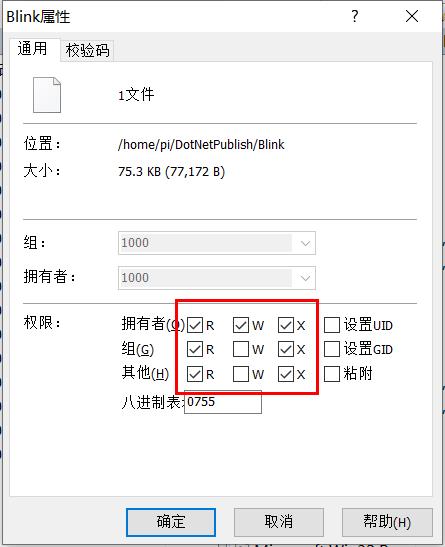 Blink属性
通用 校验码
1文件
位置： /home/pi/DotNetPublish/Blink
大小： 75.3 KB (77,172 B)
组： 1000
拥有者： 1000
权限： 拥有者(O) R W X 设置UID
组(G) R W X 设置GID
其他(H) R W X 粘附
八进制表: 0755
确定 取消 帮助(H)